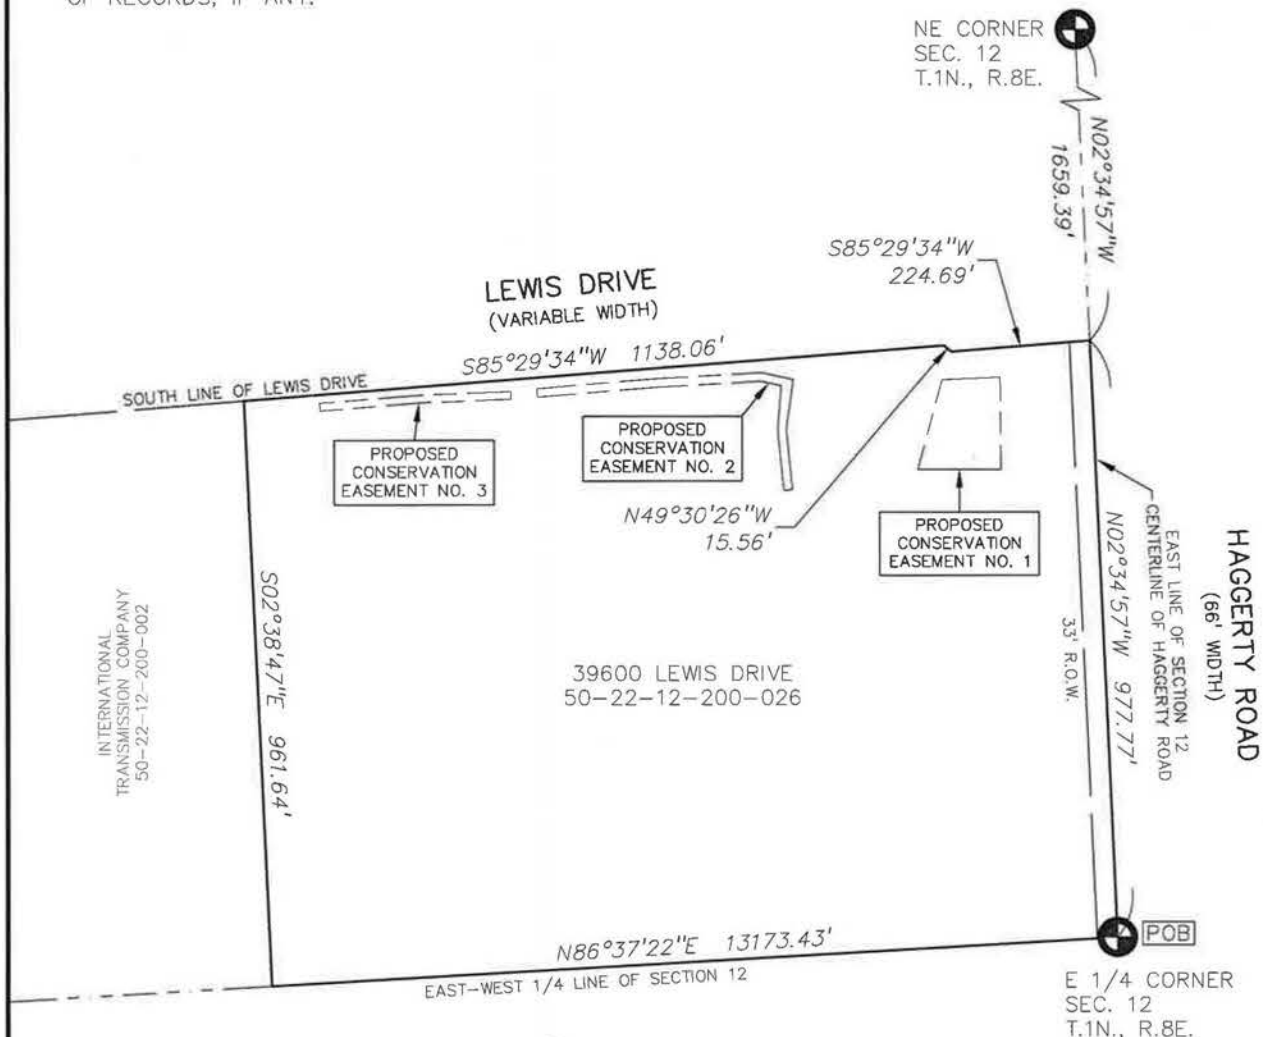 OF RECORDS, IF ANY.
NE CORNER
SEC. 12
T.1N., R.8E.
N02°34'57"W
1659.39'
S85°29'34"W
224.69'
LEWIS DRIVE
(VARIABLE WIDTH)
S85°29'34"W 1138.06'
SOUTH LINE OF LEWIS DRIVE
PROPOSED
CONSERVATION
EASEMENT NO. 3
PROPOSED
CONSERVATION
EASEMENT NO. 2
N49°30'26"W
15.56'
PROPOSED
CONSERVATION
EASEMENT NO. 1
EAST LINE OF SECTION 12
CENTERLINE OF HAGGERTY ROAD
N02°34'57"W 977.77'
HAGGERTY ROAD
(66' WIDTH)
33' R.O.W.
INTERNATIONAL
TRANSMISSION COMPANY
50-22-12-200-002
S02°38'47"E 961.64'
39600 LEWIS DRIVE
50-22-12-200-026
N86°37'22"E 13173.43'
EAST-WEST 1/4 LINE OF SECTION 12
POB
E 1/4 CORNER
SEC. 12
T.1N., R.8E.